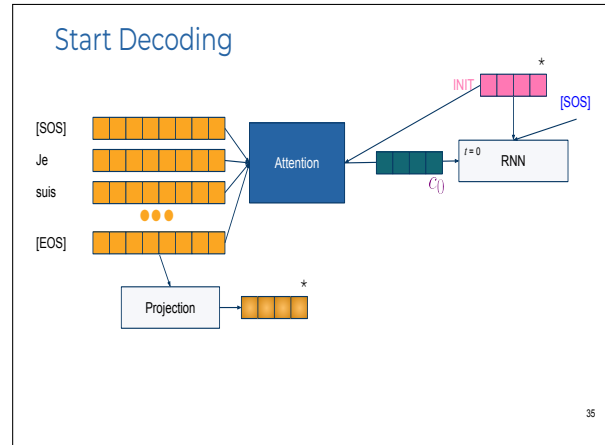 Start Decoding
*
INIT
[SOS]
[SOS]
Je
suis
[EOS]
Attention
c₀
t = 0
RNN
*
Projection
35